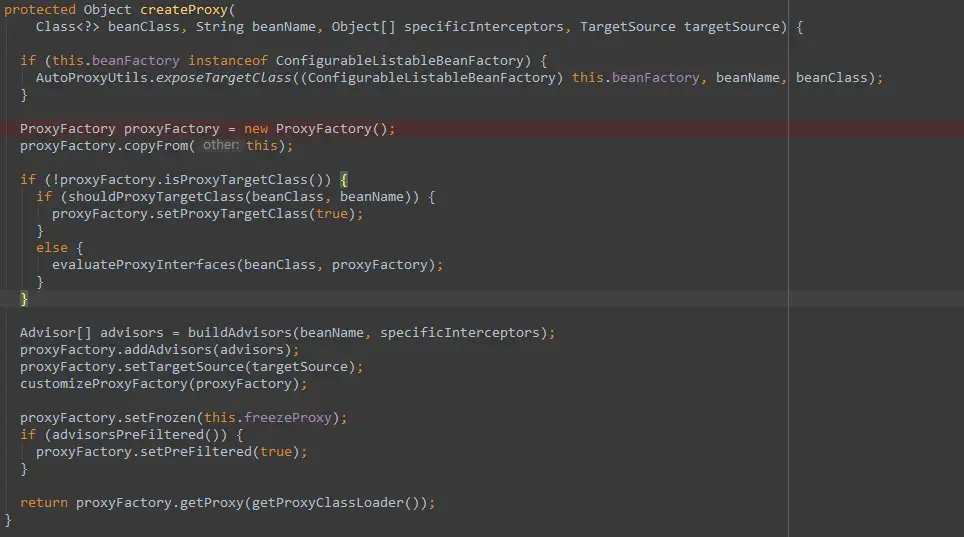 protected Object createProxy(
Class<?> beanClass, String beanName, Object[] specificInterceptors, TargetSource targetSource) {
if (this.beanFactory instanceof ConfigurableListableBeanFactory) {
AutoProxyUtils.exposeTargetClass((ConfigurableListableBeanFactory) this.beanFactory, beanName, beanClass);
}
ProxyFactory proxyFactory = new ProxyFactory();
proxyFactory.copyFrom( other: this);
if (!proxyFactory.isProxyTargetClass()) {
if (shouldProxyTargetClass(beanClass, beanName)) {
proxyFactory.setProxyTargetClass(true);
}
else {
evaluateProxyInterfaces(beanClass, proxyFactory);
}
}
Advisor[] advisors = buildAdvisors(beanName, specificInterceptors);
proxyFactory.addAdvisors(advisors);
proxyFactory.setTargetSource(targetSource);
customizeProxyFactory(proxyFactory);
proxyFactory.setFrozen(this.freezeProxy);
if (advisorsPreFiltered()) {
proxyFactory.setPreFiltered(true);
}
return proxyFactory.getProxy(getProxyClassLoader());
}